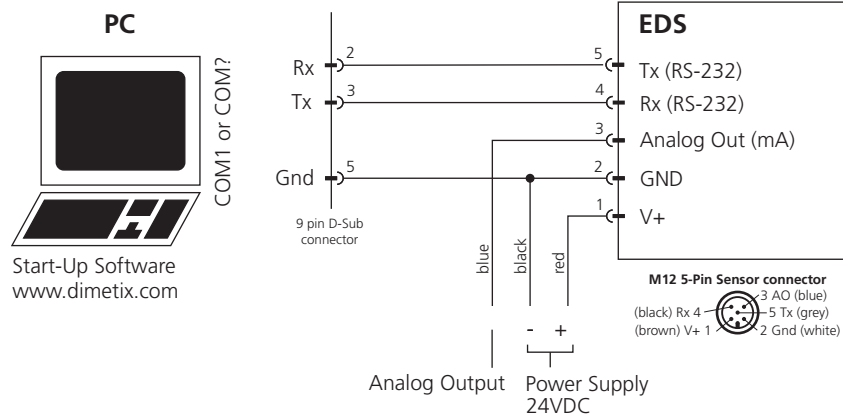 PC
COM1 or COM?
Start-Up Software
www.dimetix.com
Rx 2
Tx 3
Gnd 5
9 pin D-Sub
connector
EDS
5 Tx (RS-232)
4 Rx (RS-232)
3 Analog Out (mA)
2 GND
1 V+
blue
black
red
- +
Analog Output
Power Supply
24VDC
M12 5-Pin Sensor connector
3 AO (blue)
(black) Rx 4
5 Tx (grey)
(brown) V+ 1
2 Gnd (white)